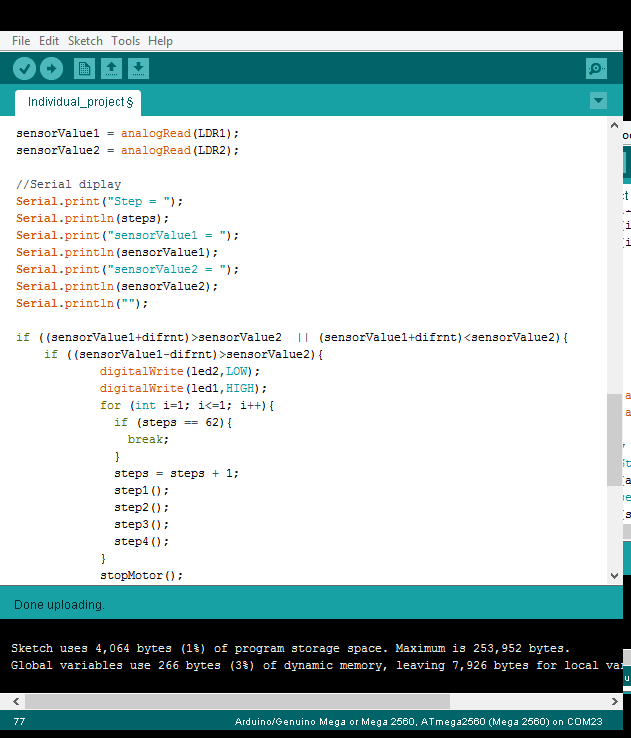 File Edit Sketch Tools Help
Individual_project §
sensorValue1 = analogRead(LDR1);
sensorValue2 = analogRead(LDR2);
//Serial diplay
Serial.print("Step = ");
Serial.println(steps);
Serial.print("sensorValue1 = ");
Serial.println(sensorValue1);
Serial.print("sensorValue2 = ");
Serial.println(sensorValue2);
Serial.println("");
if ((sensorValue1+difrnt)>sensorValue2 || (sensorValue1+difrnt)<sensorValue2){
if ((sensorValue1-difrnt)>sensorValue2){
digitalWrite(led2,LOW);
digitalWrite(led1,HIGH);
for (int i=1; i<=1; i++){
if (steps == 62){
break;
}
steps = steps + 1;
step1();
step2();
step3();
step4();
}
stopMotor();
Done uploading.
Sketch uses 4,064 bytes (1%) of program storage space. Maximum is 253,952 bytes.
Global variables use 266 bytes (3%) of dynamic memory, leaving 7,926 bytes for local
77 Arduino/Genuino Mega or Mega 2560, ATmega2560 (Mega 2560) on COM23